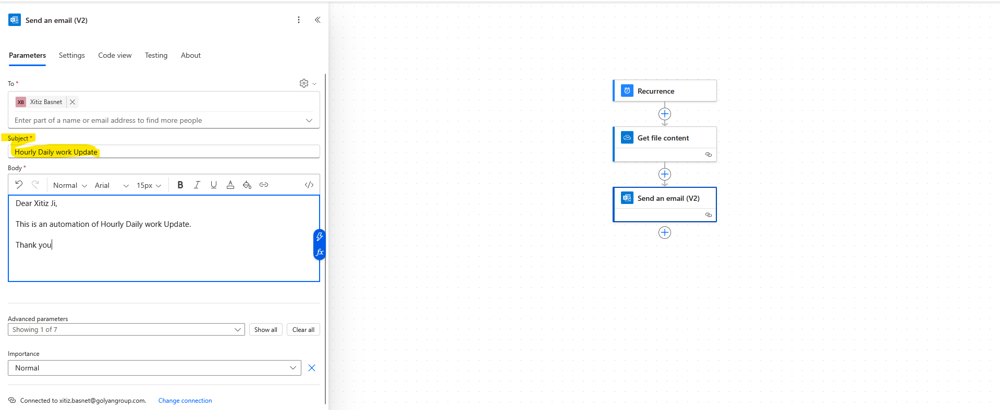 Send an email (V2)
Parameters Settings Code view Testing About
To *
XB Xitiz Basnet
Enter part of a name or email address to find more people
Subject *
Hourly Daily work Update
Body *
Normal Arial 15px B I U A </>
Dear Xitiz Ji,
This is an automation of Hourly Daily work Update.
Thank you
fx
Advanced parameters
Showing 1 of 7 Show all Clear all
Importance
Normal
Connected to xitiz.basnet@golyangroup.com. Change connection
Recurrence
Get file content
Send an email (V2)